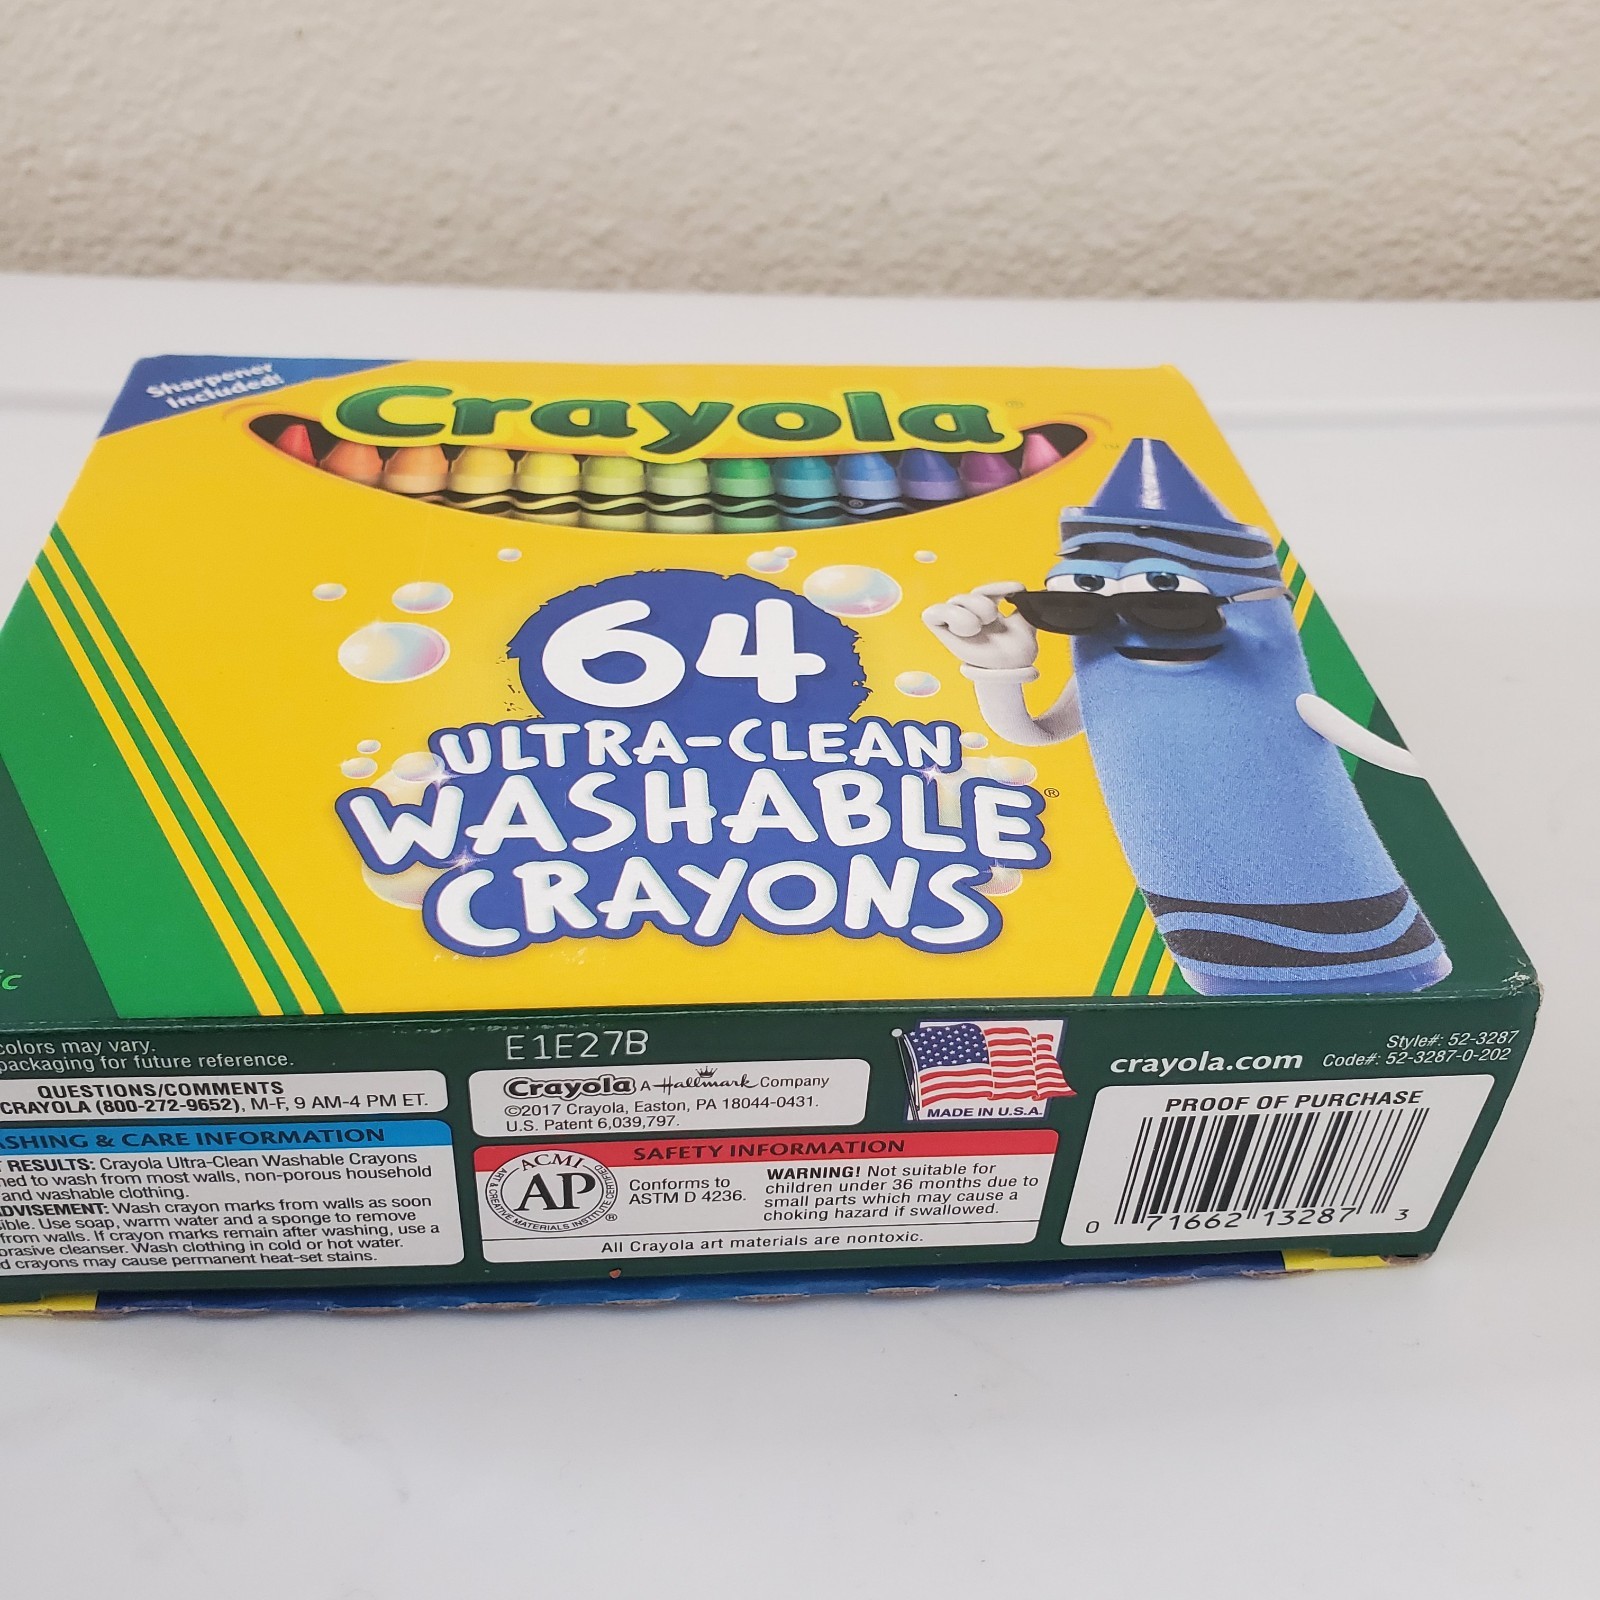 Sharpener
Included!
Crayola™
64
ULTRA-CLEAN
WASHABLE®
CRAYONS
colors may vary.
packaging for future reference.
QUESTIONS/COMMENTS
CRAYOLA (800-272-9652), M-F, 9 AM-4 PM ET.
WASHING & CARE INFORMATION
RESULTS: Crayola Ultra-Clean Washable Crayons
to wash from most walls, non-porous household
and washable clothing.
Wash crayon marks from walls as soon
Use soap, warm water and a sponge to remove
from walls. If crayon marks remain after washing, use a
cleanser. Wash clothing in cold or hot water.
crayons may cause permanent heat-set stains.
E1E27B
Crayola A Hallmark Company
©2017 Crayola, Easton, PA 18044-0431.
U.S. Patent 6,039,797.
SAFETY INFORMATION
ACMI
AP
ART & CREATIVE MATERIALS INSTITUTE CERTIFIED
®
Conforms to
ASTM D 4236.
WARNING! Not suitable for
children under 36 months due to
small parts which may cause a
choking hazard if swallowed.
All Crayola art materials are nontoxic.
MADE IN U.S.A.
crayola.com
Style#: 52-3287
Code#: 52-3287-0-202
PROOF OF PURCHASE
0 71662 13287 3